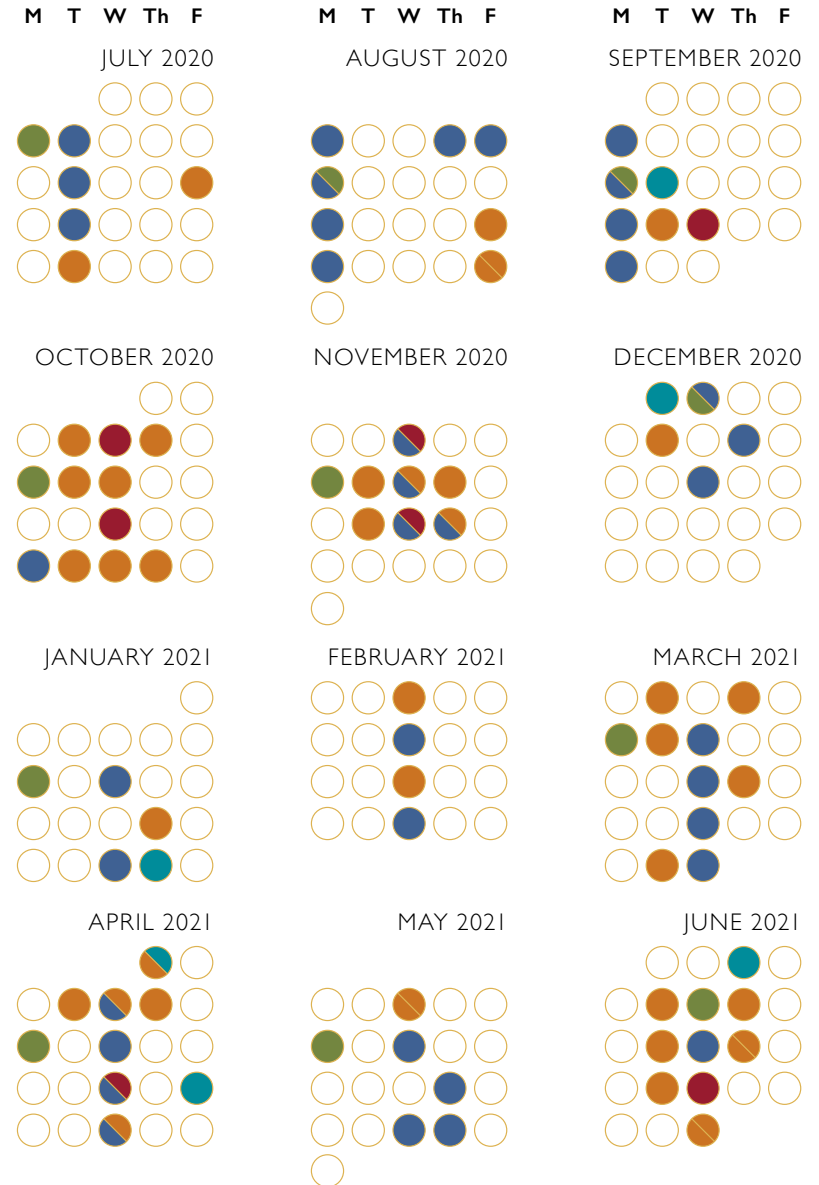 M T W Th F M T W Th F M T W Th F
JULY 2020 AUGUST 2020 SEPTEMBER 2020
OCTOBER 2020 NOVEMBER 2020 DECEMBER 2020
JANUARY 2021 FEBRUARY 2021 MARCH 2021
APRIL 2021 MAY 2021 JUNE 2021